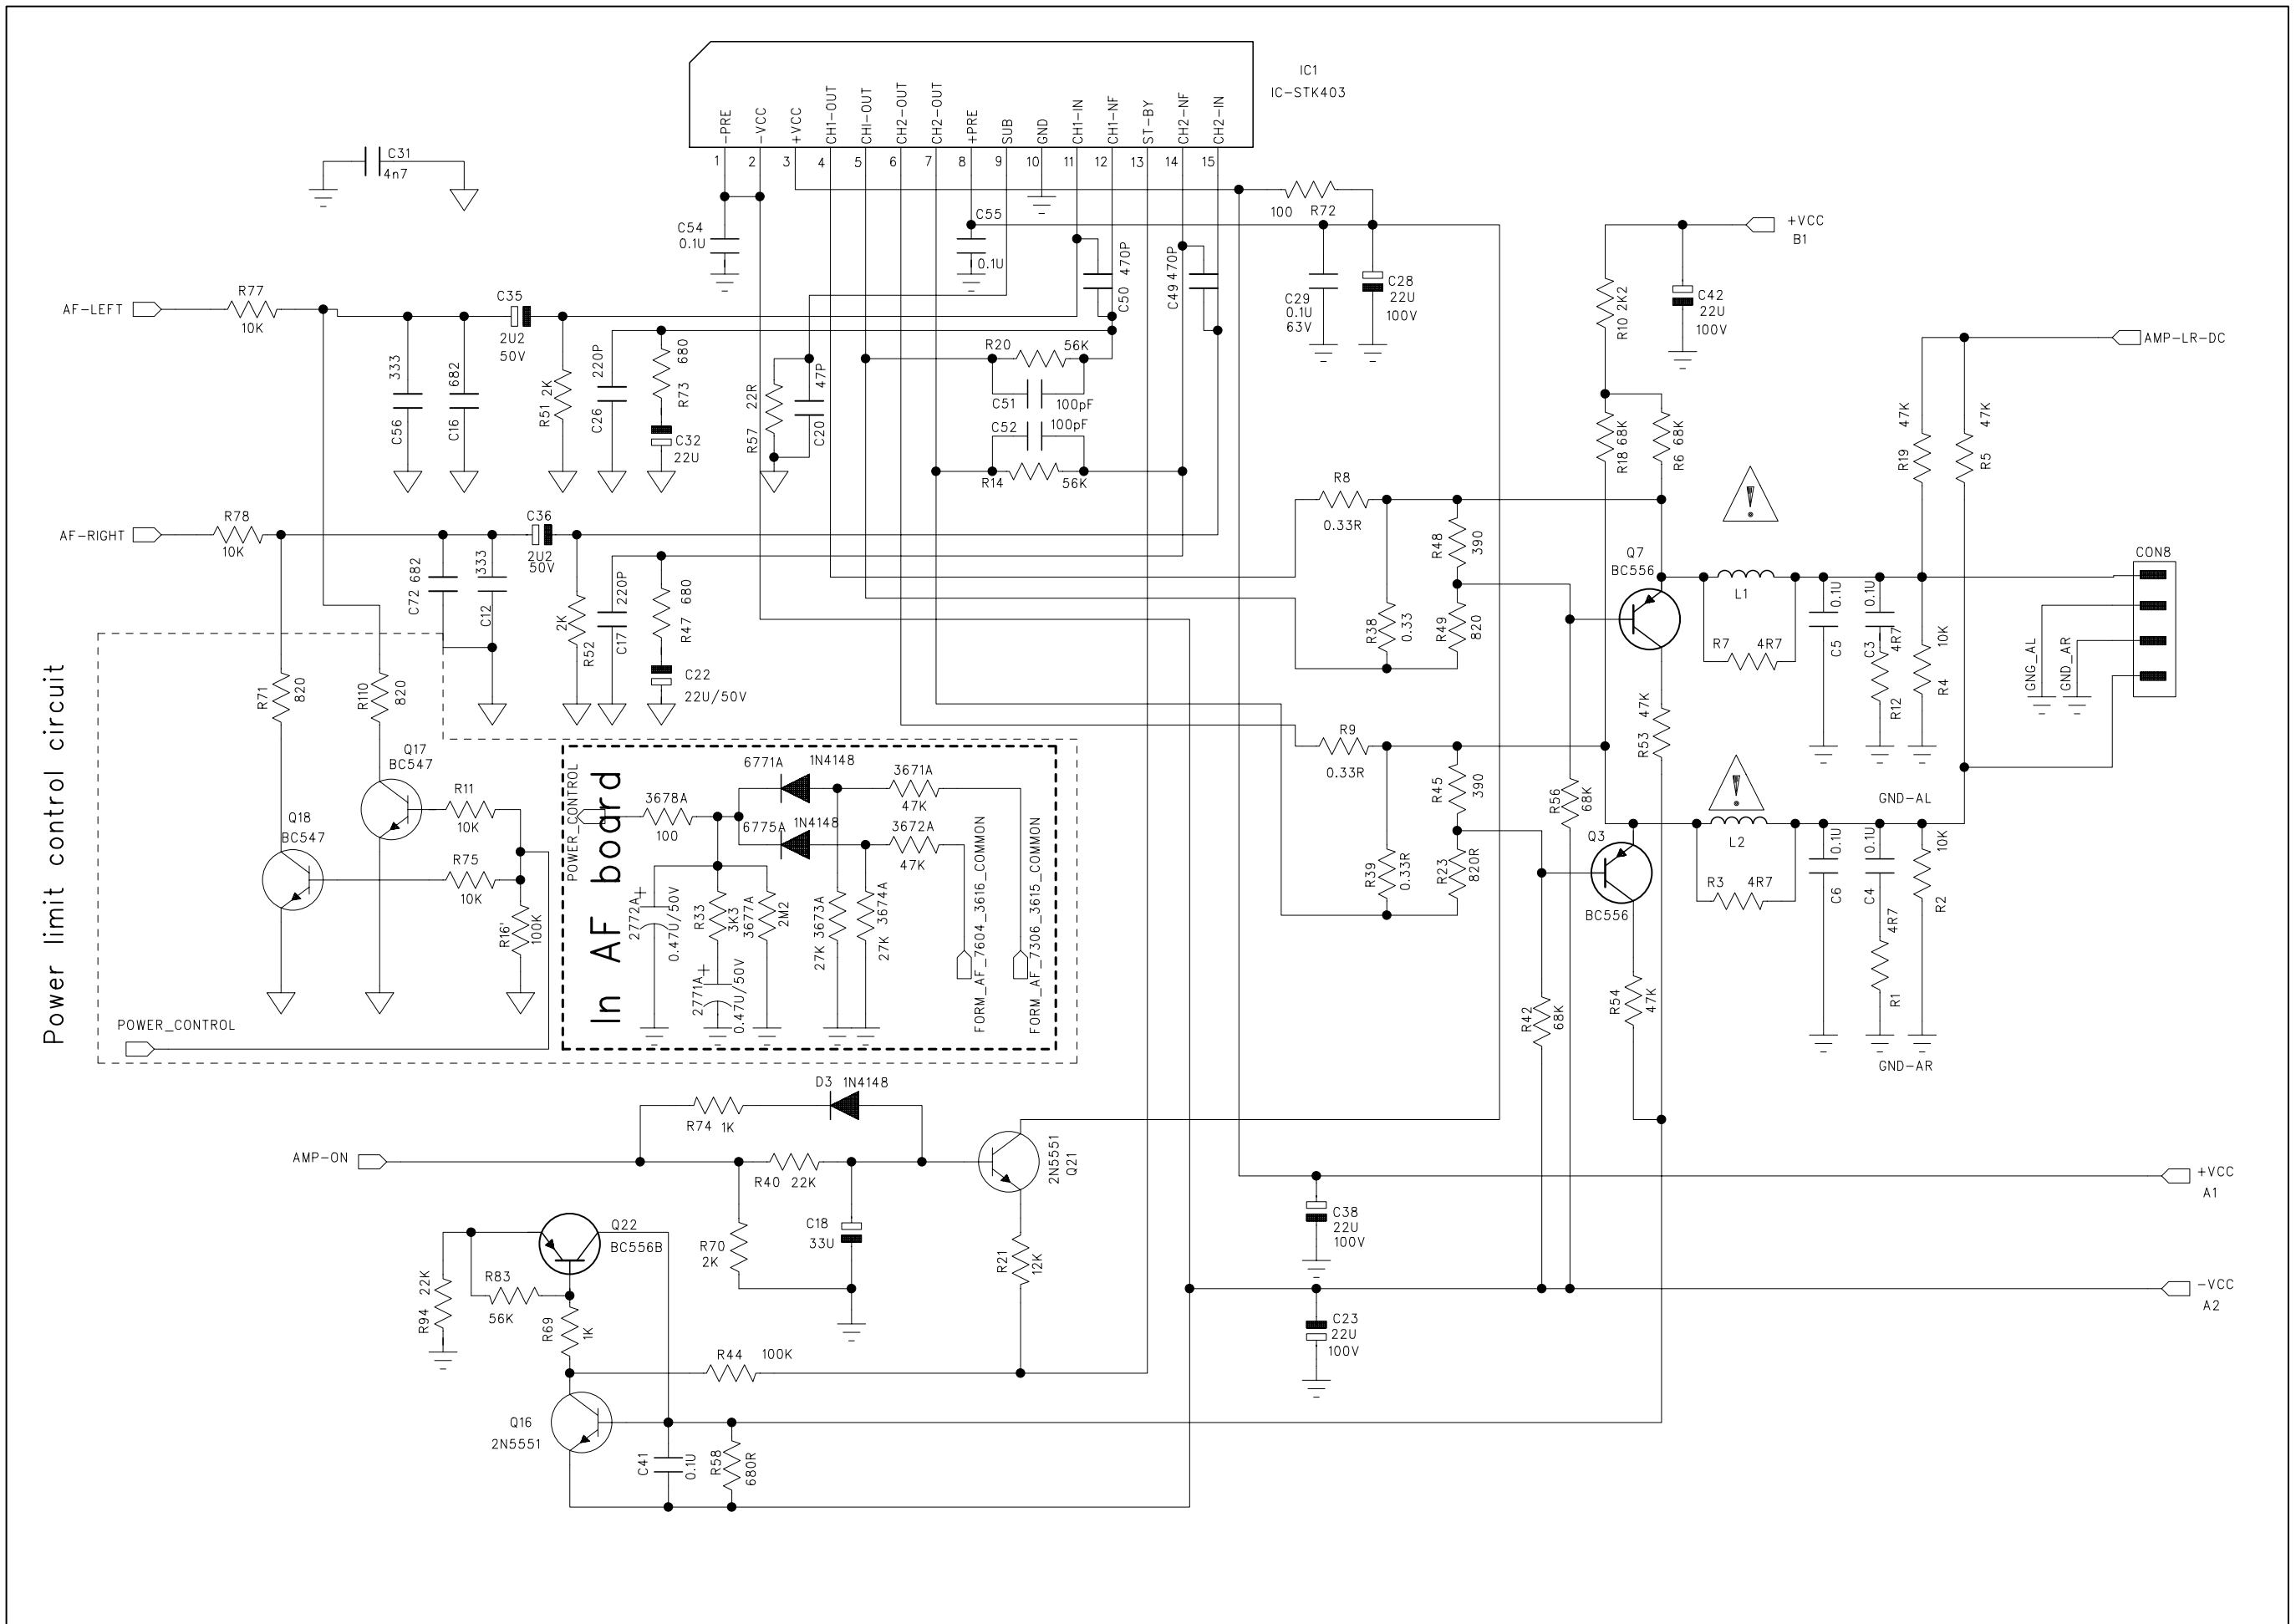 IC1
IC-STK403
-PRE
-VCC
+VCC
CH1-OUT
CHI-OUT
CH2-OUT
CH2-OUT
+PRE
SUB
GND
CH1-IN
CH1-NF
ST-BY
CH2-NF
CH2-IN
1
2
3
4
5
6
7
8
9
10
11
12
13
14
15
C31
4n7
C54
0.1U
C55
0.1U
C50 470P
C49 470P
100
R72
C29
0.1U
63V
C28
22U
100V
+VCC
B1
R10 2K2
C42
22U
100V
AMP-LR-DC
AF-LEFT
R77
10K
C35
2U2
50V
333
C56
682
C16
R51 2K
220P
C26
680
R73
C32
22U
22R
R57
47P
C20
R20
56K
C51
100pF
C52
100pF
R14
56K
R18 68K
R6 68K
47K
R19
47K
R5
AF-RIGHT
R78
10K
C36
2U2
50V
C72 682
333
C12
2K
R52
220P
C17
R47 680
C22
22U/50V
R8
0.33R
R38
0.33
R48
390
R49
820
Q7
BC556
L1
R7
4R7
C5
0.1U
0.1U
C3
4R7
R12
10K
R4
CON8
GNG_AL
GND_AR
R53 47K
Power limit control circuit
R71
820
R110
820
Q17
BC547
R11
10K
Q18
BC547
R75
10K
R16'
100K
POWER_CONTROL
In AF board
POWER_CONTROL
3678A
100
6771A
1N4148
6775A
1N4148
3671A
47K
3672A
47K
2772A
+
0.47U/50V
R333
3K3
3677A
2M2
2771A
+
0.47U/50V
27K 3673A
27K 3674A
FORM_AF_7604_3616_COMMON
FORM_AF_7306_3615_COMMON
R9
0.33R
R39
0.33R
R45
390
R23
820R
R56
68K
Q3
BC556
L2
R3
4R7
GND-AL
C6
0.1U
0.1U
C4
4R7
R1
10K
R2
GND-AR
R42
68K
R54
47K
D3 1N4148
R74 1K
AMP-ON
R40 22K
2N5551
Q21
R70
2K
C18
33U
R21
12K
Q22
BC556B
R94 22K
R83
56K
R69
1K
R44
100K
Q16
2N5551
C41
0.1U
R58
680R
C38
22U
100V
C23
22U
100V
+VCC
A1
-VCC
A2